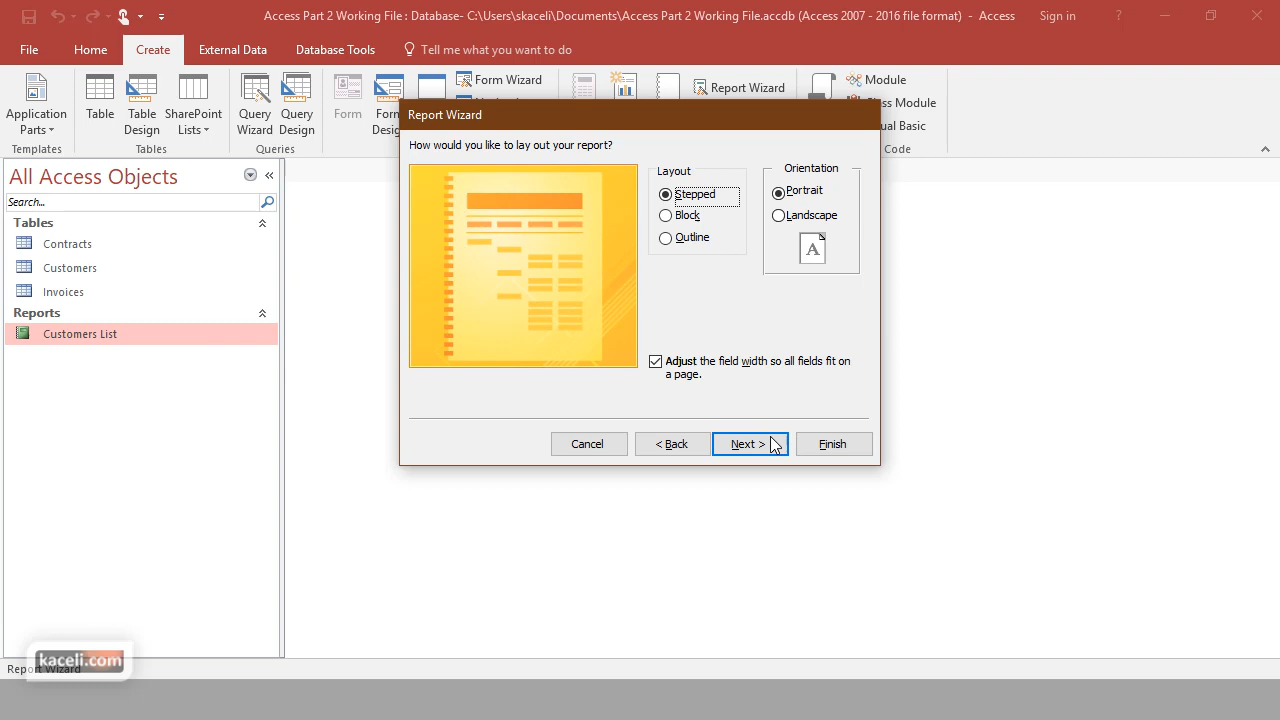 Access Part 2 Working File : Database- C:\Users\skaceli\Documents\Access Part 2 Working File.accdb (Access 2007 - 2016 file format) - Access
Sign in
?
File
Home
Create
External Data
Database Tools
Tell me what you want to do
Application
Parts
Templates
Table
Table
Design
SharePoint
Lists
Tables
Query
Wizard
Query
Design
Queries
Form
Form
Form Wizard
Report Wizard
Module
Class Module
Code
Report Wizard
How would you like to lay out your report?
Layout
Stepped
Block
Outline
Orientation
Portrait
Landscape
A
Adjust the field width so all fields fit on
a page.
Cancel
< Back
Next >
Finish
All Access Objects
Search...
Tables
Contracts
Customers
Invoices
Reports
Customers List
kaceli.com
Report Wizard